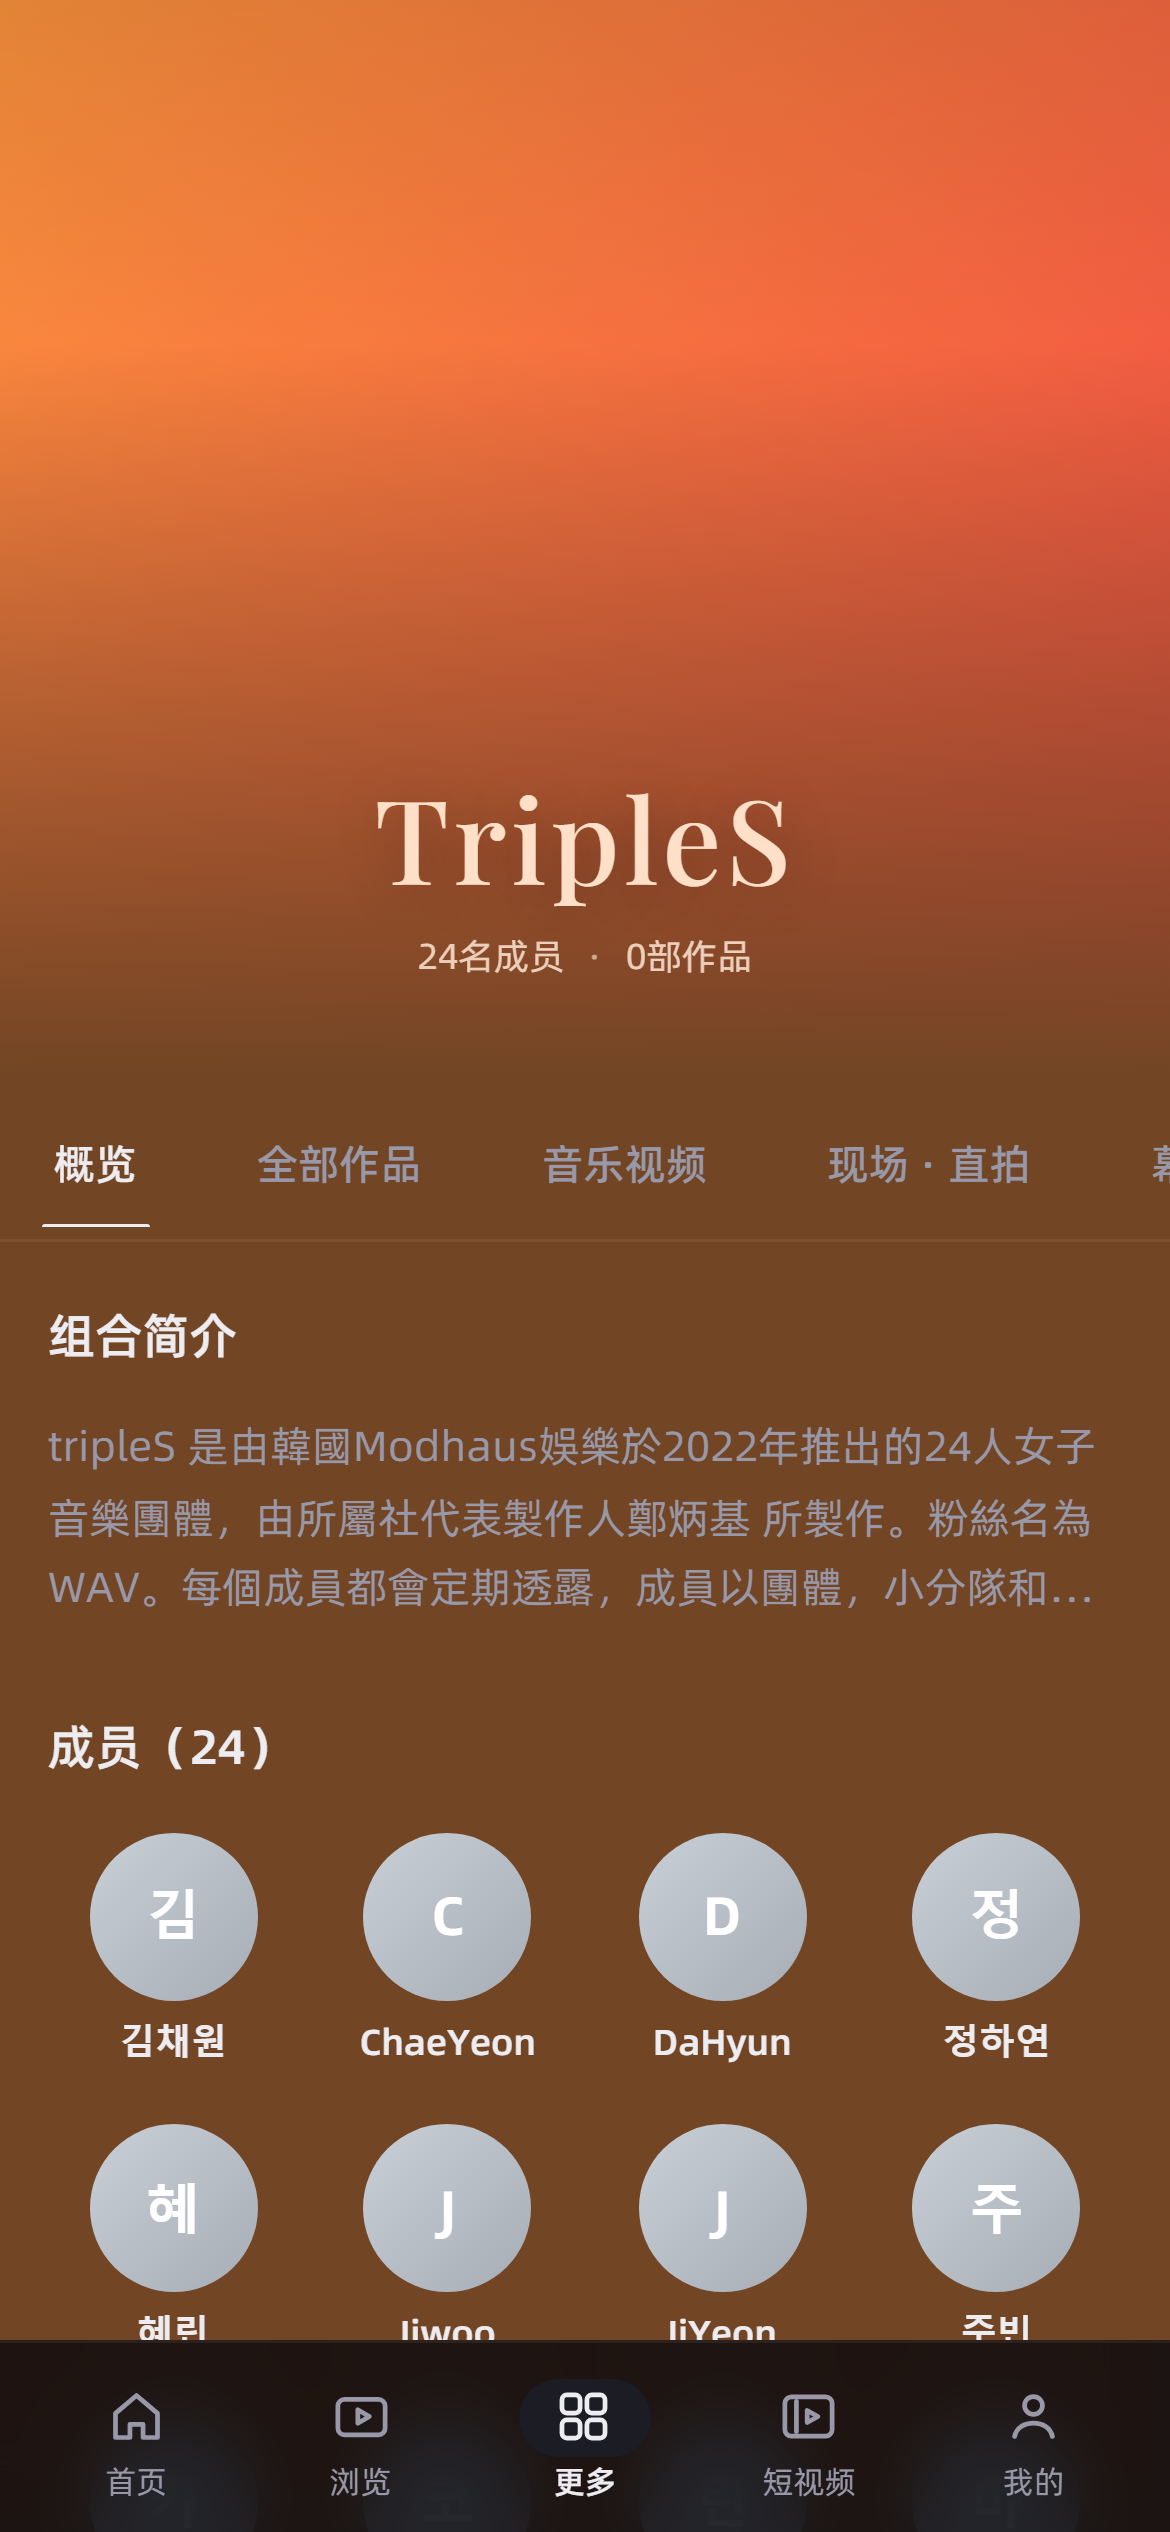 TripleS
24名成员 · 0部作品
概览 全部作品 音乐视频 现场 · 直拍
组合简介
tripleS 是由韓國Modhaus娛樂於2022年推出的24人女子
音樂團體，由所屬社代表製作人鄭炳基 所製作。粉絲名為
WAV。每個成員都會定期透露，成員以團體，小分隊和...
成员（24）
김 C D 정
김채원 ChaeYeon DaHyun 정하연
혜 J J 주
혜린 Jiwoo JiYeon 주빈
首页 浏览 更多 短视频 我的